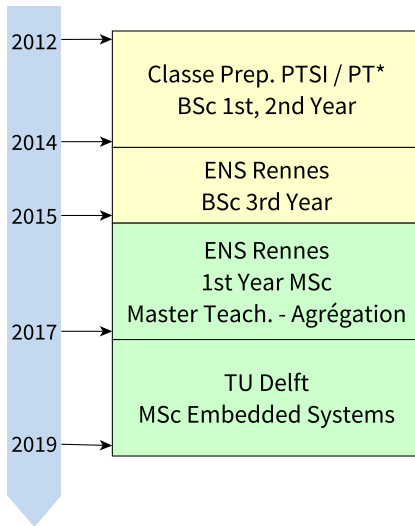 2012
Classe Prep. PTSI / PT*
BSc 1st, 2nd Year
2014
ENS Rennes
BSc 3rd Year
2015
ENS Rennes
1st Year MSc
Master Teach. - Agrégation
2017
TU Delft
MSc Embedded Systems
2019